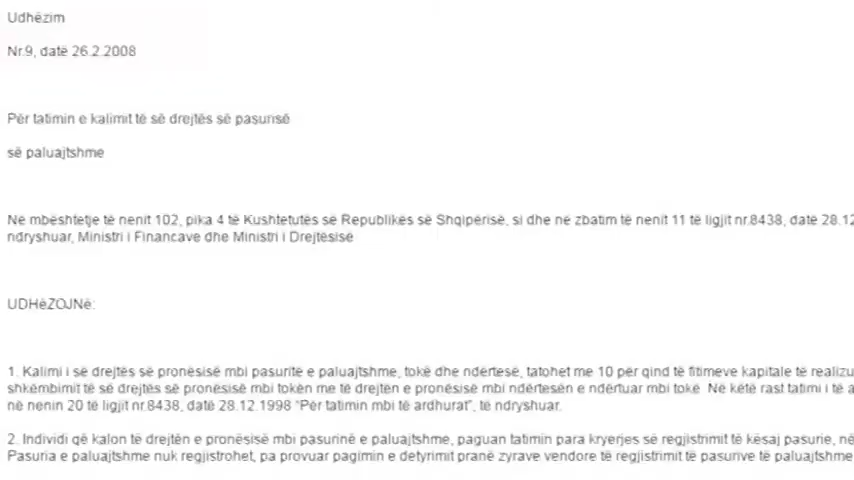 Udhëzim
Nr.9, datë 26.2.2008
Për tatimin e kalimit të së drejtës së pasurisë
së paluajtshme
Në mbështetje të nenit 102, pika 4 të Kushtetutës së Republikës së Shqipërisë, si dhe në zbatim të nenit 11 të ligjit nr.8438, datë 28.12
ndryshuar, Ministri i Financave dhe Ministri i Drejtësisë
UDHëZOJNë:
1. Kalimi i së drejtës së pronësisë mbi pasuritë e paluajtshme, tokë dhe ndërtesë, tatohet me 10 për qind të fitimeve kapitale të realizu
shkëmbimit të së drejtës së pronësisë mbi tokën me të drejtën e pronësisë mbi ndërtesën e ndërtuar mbi tokë. Në këtë rast tatimi i të a
në nenin 20 të ligjit nr.8438, datë 28.12.1998 "Për tatimin mbi të ardhurat", të ndryshuar.
2. Individi që kalon të drejtën e pronësisë mbi pasurinë e paluajtshme, paguan tatimin para kryerjes së regjistrimit të kësaj pasurie, në
Pasuria e paluajtshme nuk regjistrohet, pa provuar pagimin e detyrimit pranë zyrave vendore të regjistrimit të pasurive të paluajtshme